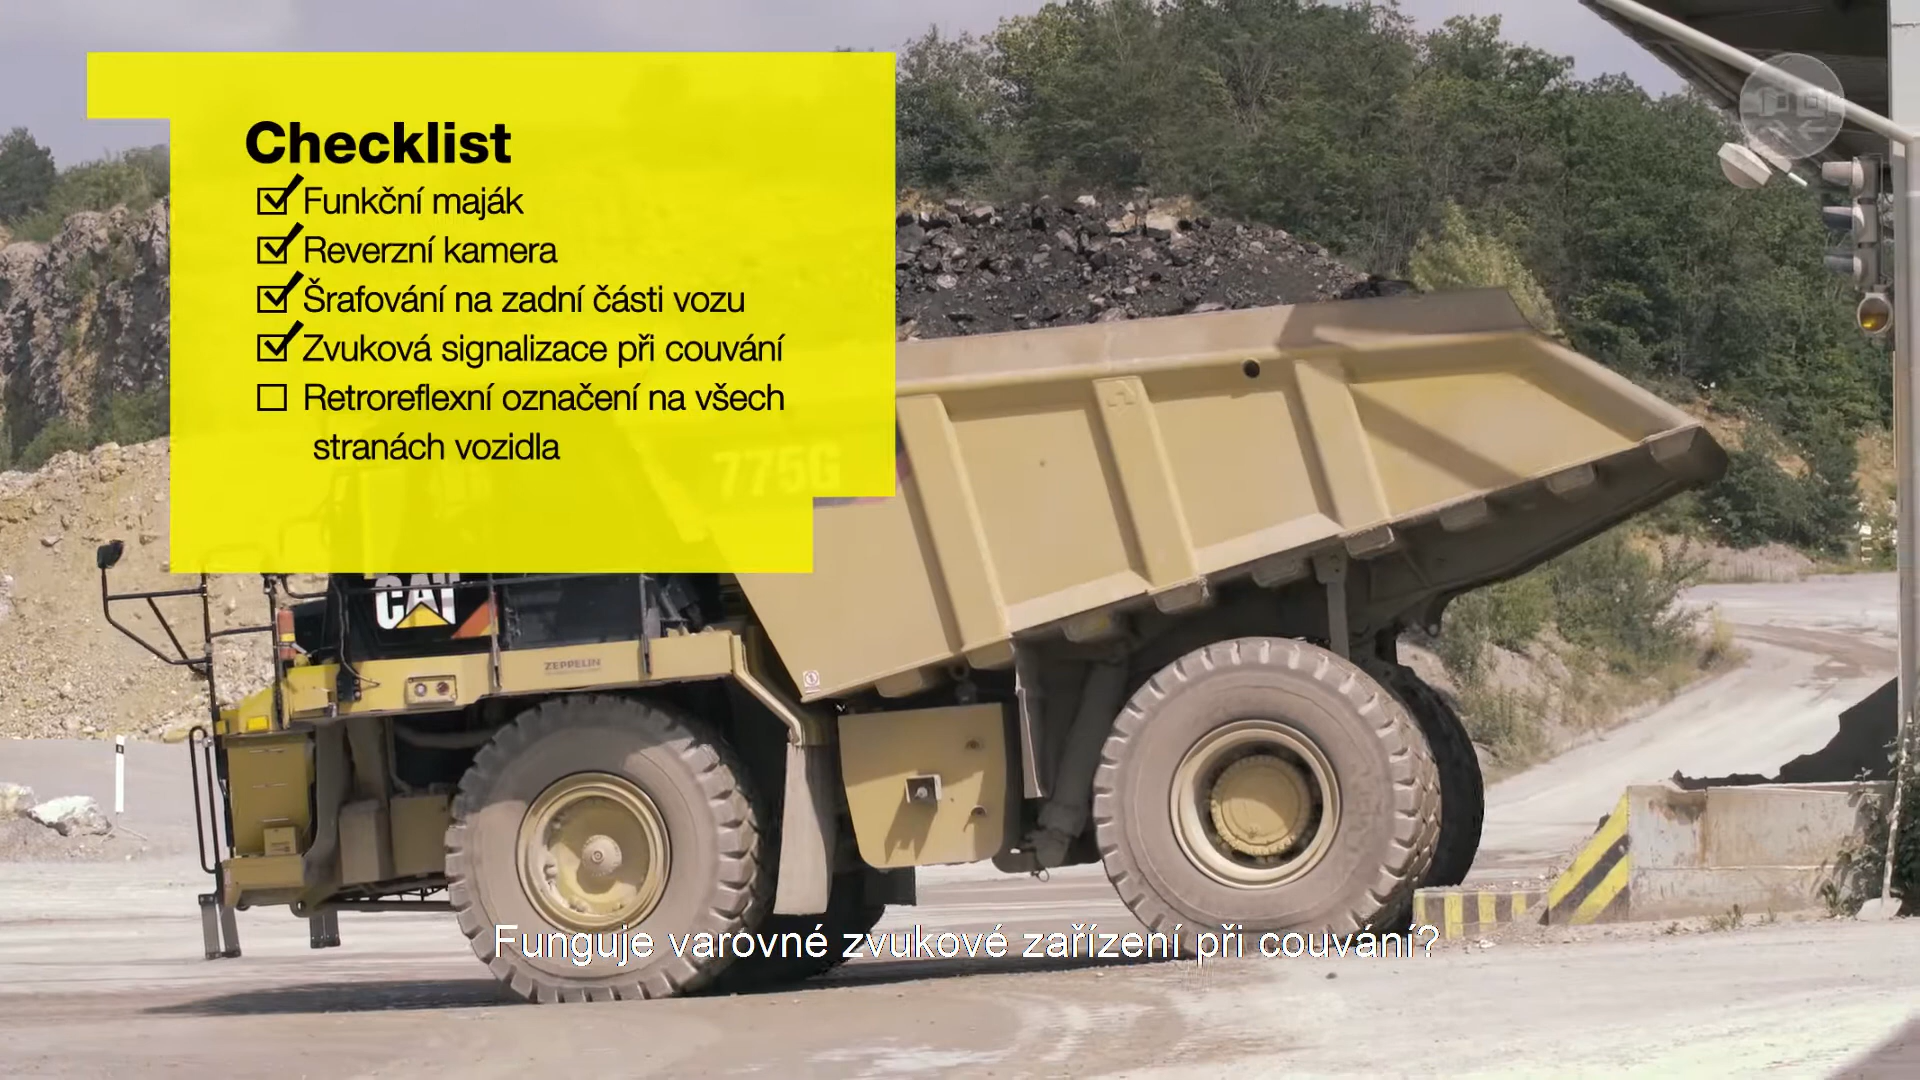 Checklist
Funkční maják
Reverzní kamera
Šrafování na zadní části vozu
Zvuková signalizace při couvání
Retroreflexní označení na všech
stranách vozidla
775G
CAT
ZEPPELIN
Funguje varovné zvukové zařízení při couvání?